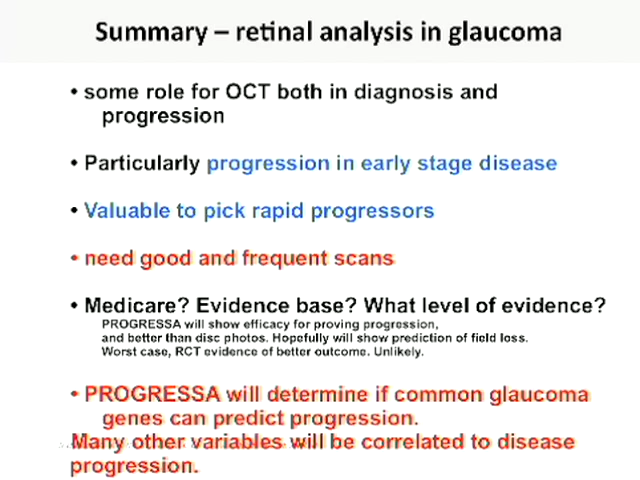 Summary – retinal analysis in glaucoma
• some role for OCT both in diagnosis and
progression
• Particularly progression in early stage disease
• Valuable to pick rapid progressors
• need good and frequent scans
• Medicare? Evidence base? What level of evidence?
PROGRESSA will show efficacy for proving progression,
and better than disc photos. Hopefully will show prediction of field loss.
Worst case, RCT evidence of better outcome. Unlikely.
• PROGRESSA will determine if common glaucoma
genes can predict progression.
Many other variables will be correlated to disease
progression.